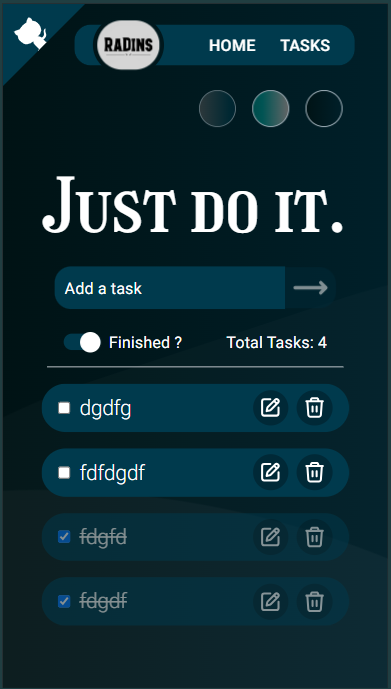 RADINS
HOME TASKS
Just do it.
Add a task
Finished ? Total Tasks: 4
dgdfg
fdfdgdf
fdgfd
fdgdf